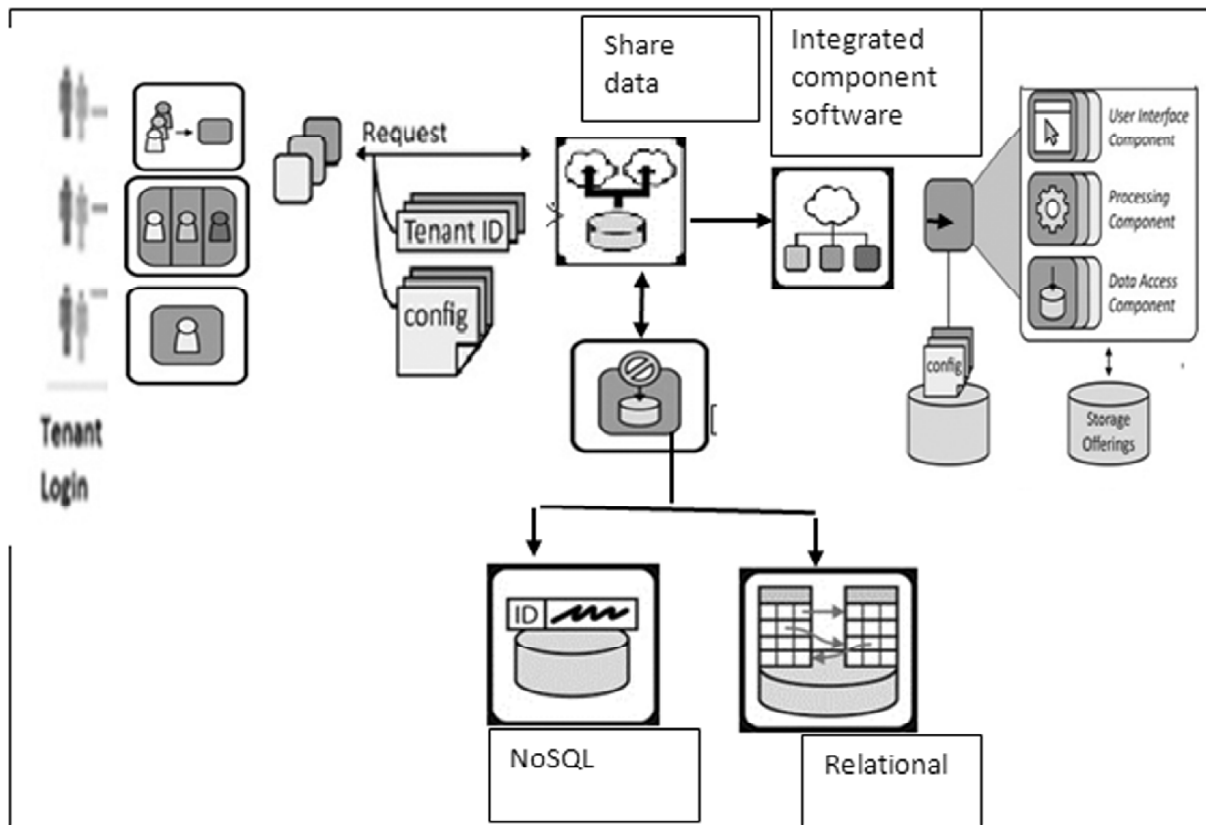 Share
data
Integrated
component
software
Request
Tenant ID
config
User Interface
Component
Processing
Component
Data Access
Component
config
Storage
Offerings
Tenant
Login
ID
NoSQL
Relational